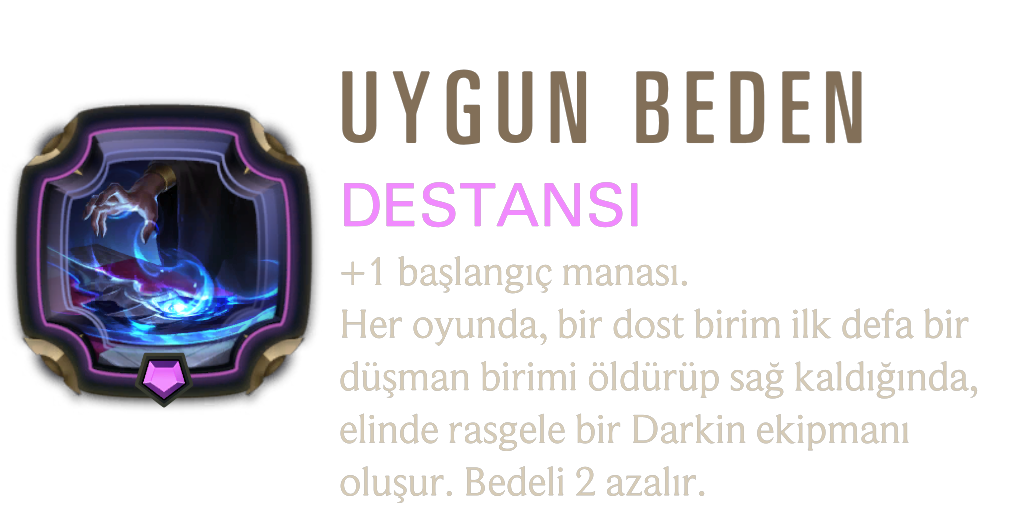 UYGUN BEDEN
DESTANSI
+1 başlangıç manası.
Her oyunda, bir dost birim ilk defa bir
düşman birimi öldürüp sağ kaldığında,
elinde rasgele bir Darkin ekipmanı
oluşur. Bedeli 2 azalır.